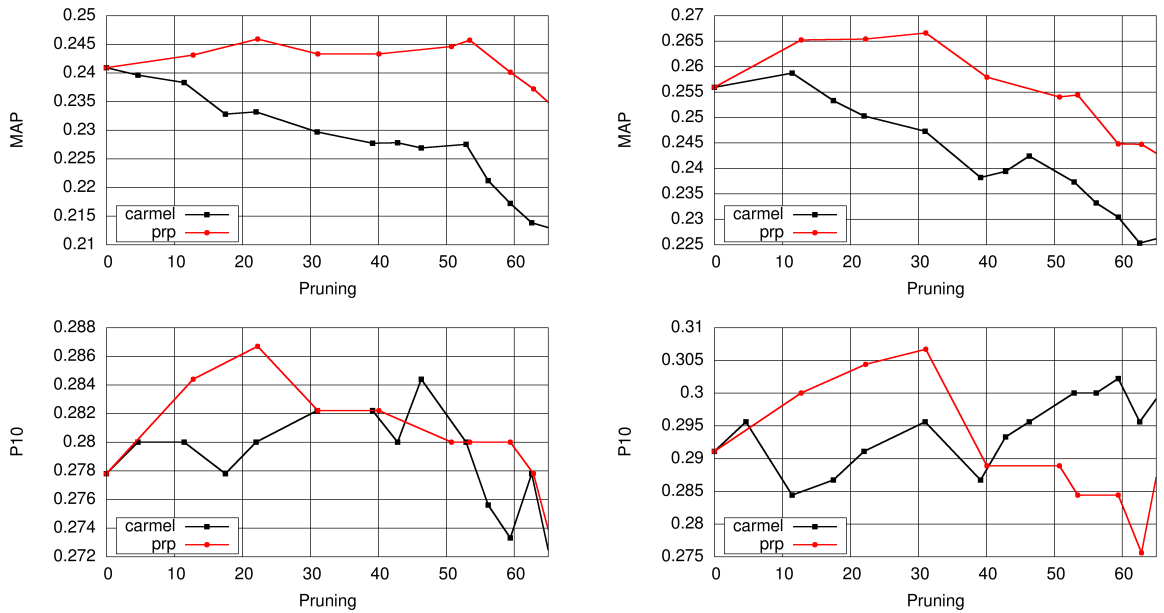 0.25
0.245
0.24
0.235
0.23
0.225
0.22
0.215
0.21
MAP
carmel
prp
0 10 20 30 40 50 60
Pruning
0.27
0.265
0.26
0.255
0.25
0.245
0.24
0.235
0.23
0.225
MAP
carmel
prp
0 10 20 30 40 50 60
Pruning
0.288
0.286
0.284
0.282
0.28
0.278
0.276
0.274
0.272
P10
carmel
prp
0 10 20 30 40 50 60
Pruning
0.31
0.305
0.3
0.295
0.29
0.285
0.28
0.275
P10
carmel
prp
0 10 20 30 40 50 60
Pruning